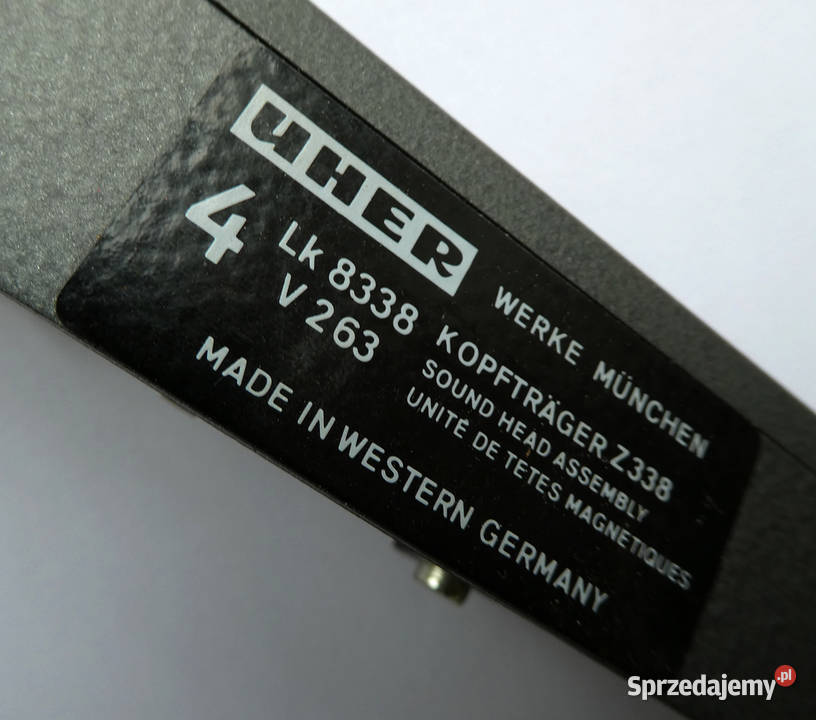 UHER WERKE MÜNCHEN
4 Lk 8338 KOPFTRÄGER Z338
V 263 SOUND HEAD ASSEMBLY
UNITÉ DE TETES MAGNETIQUES
MADE IN WESTERN GERMANY
Sprzedajemy.pl